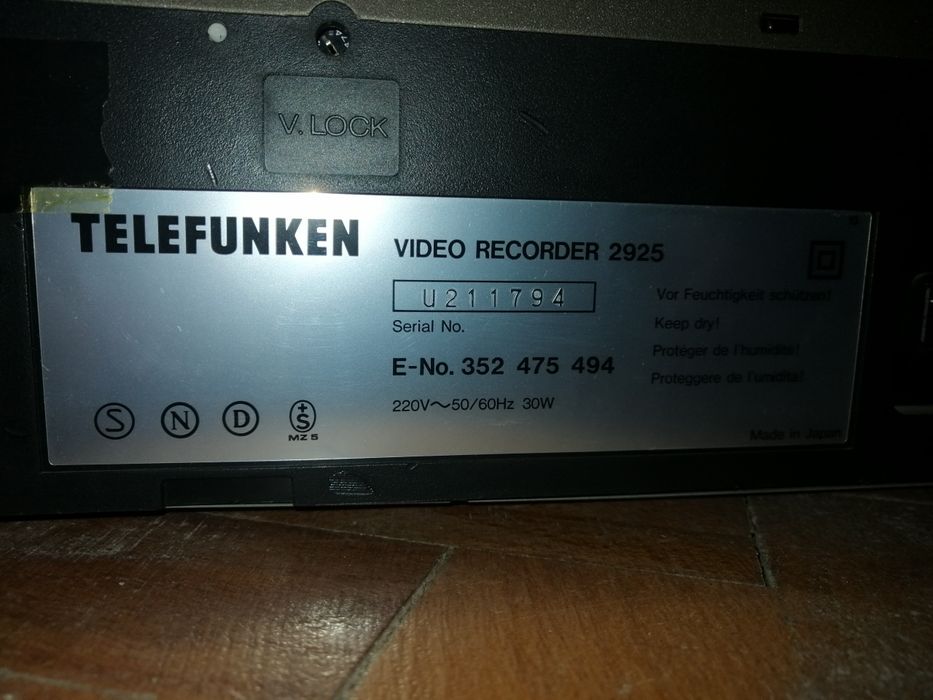 V. LOCK
TELEFUNKEN
VIDEO RECORDER 2925
U211794
Serial No.
E-No. 352 475 494
220V～50/60Hz 30W
Vor Feuchtigkeit schützen!
Keep dry!
Protéger de l'humidité!
Proteggere de l'umidita!
S N D +S
MZ 5
Made in Japan